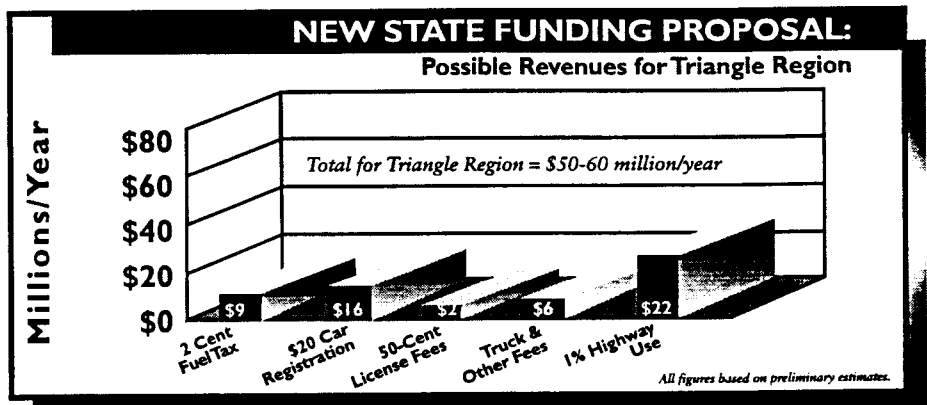 NEW STATE FUNDING PROPOSAL:
Possible Revenues for Triangle Region
Millions/Year
$80
$60
$40
$20
$0
Total for Triangle Region = $50-60 million/year
$9
$16
$2
$6
$22
2 Cent
Fuel Tax
$20 Car
Registration
50-Cent
License Fees
Truck &
Other Fees
1% Highway
Use
All figures based on preliminary estimates.